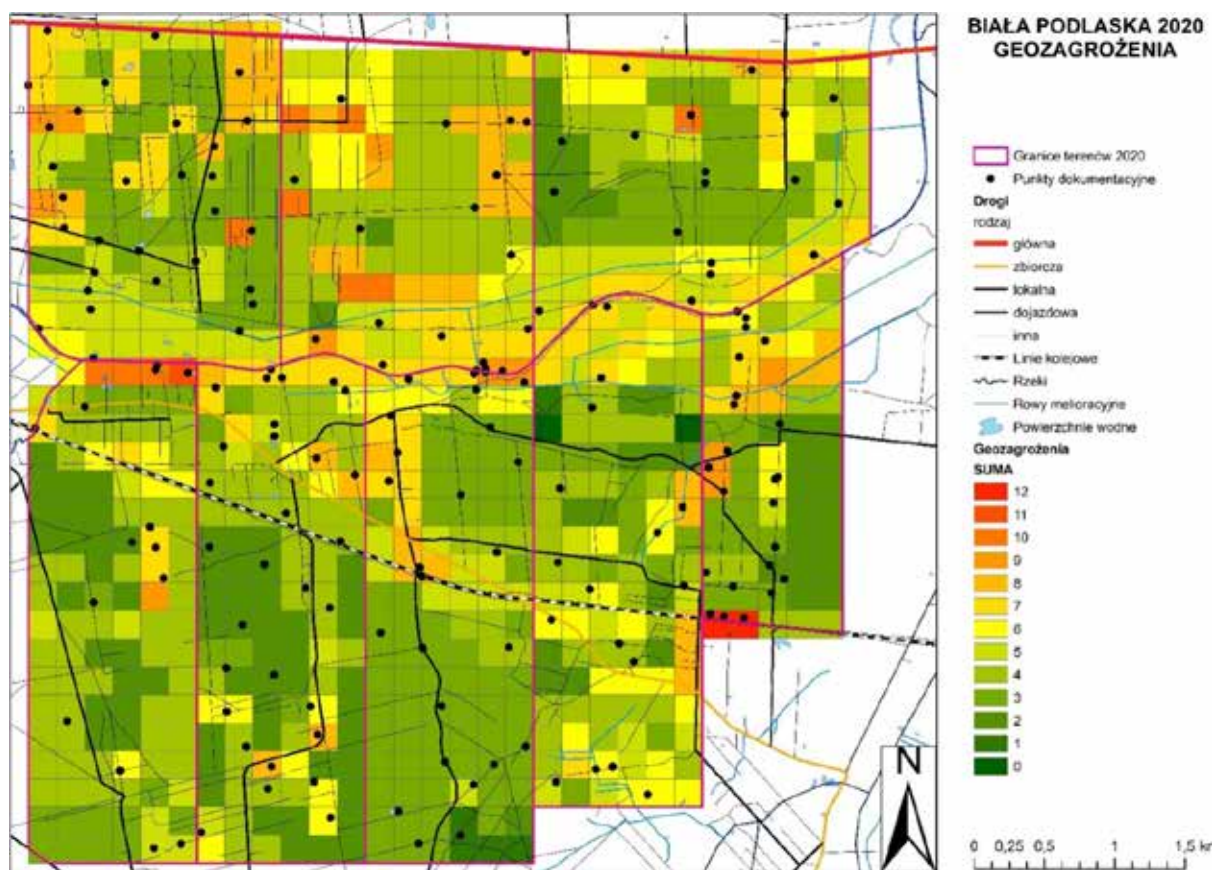 BIAŁA PODLASKA 2020
GEOZAGROŻENIA
Granice terenów 2020
Punkty dokumentacyjne
Drogi
rodzaj
główna
zbiorcza
lokalna
dojazdowa
inna
Linie kolejowe
Rzeki
Rowy melioracyjne
Powierzchnie wodne
Geozagrożenia
SUMA
12
11
10
9
8
7
6
5
4
3
2
1
0
N
0 0,25 0,5 1 1,5 km